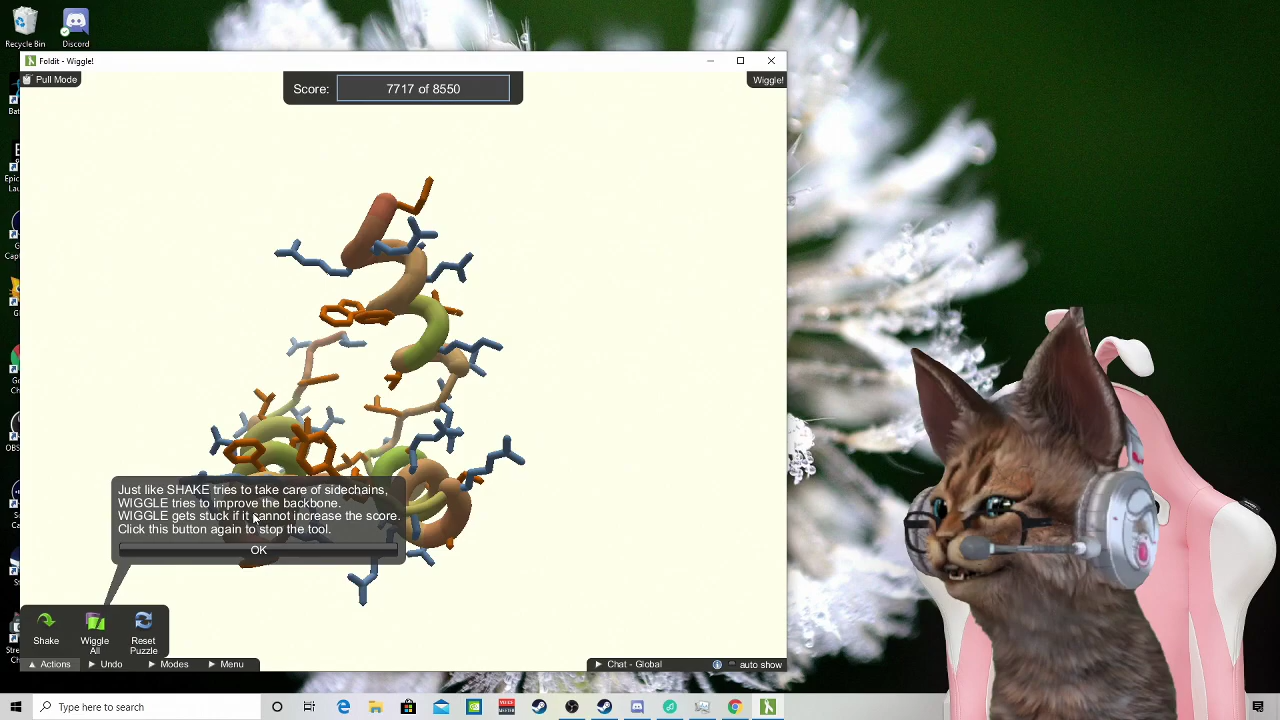 Recycle Bin
Discord
Foldit - Wiggle!
Pull Mode
Score: 7717 of 8550
Wiggle!
Just like SHAKE tries to take care of sidechains,
WIGGLE tries to improve the backbone.
WIGGLE gets stuck if it cannot increase the score.
Click this button again to stop the tool.
OK
Shake
Wiggle All
Reset Puzzle
Actions
Undo
Modes
Menu
Chat - Global
auto show
Type here to search